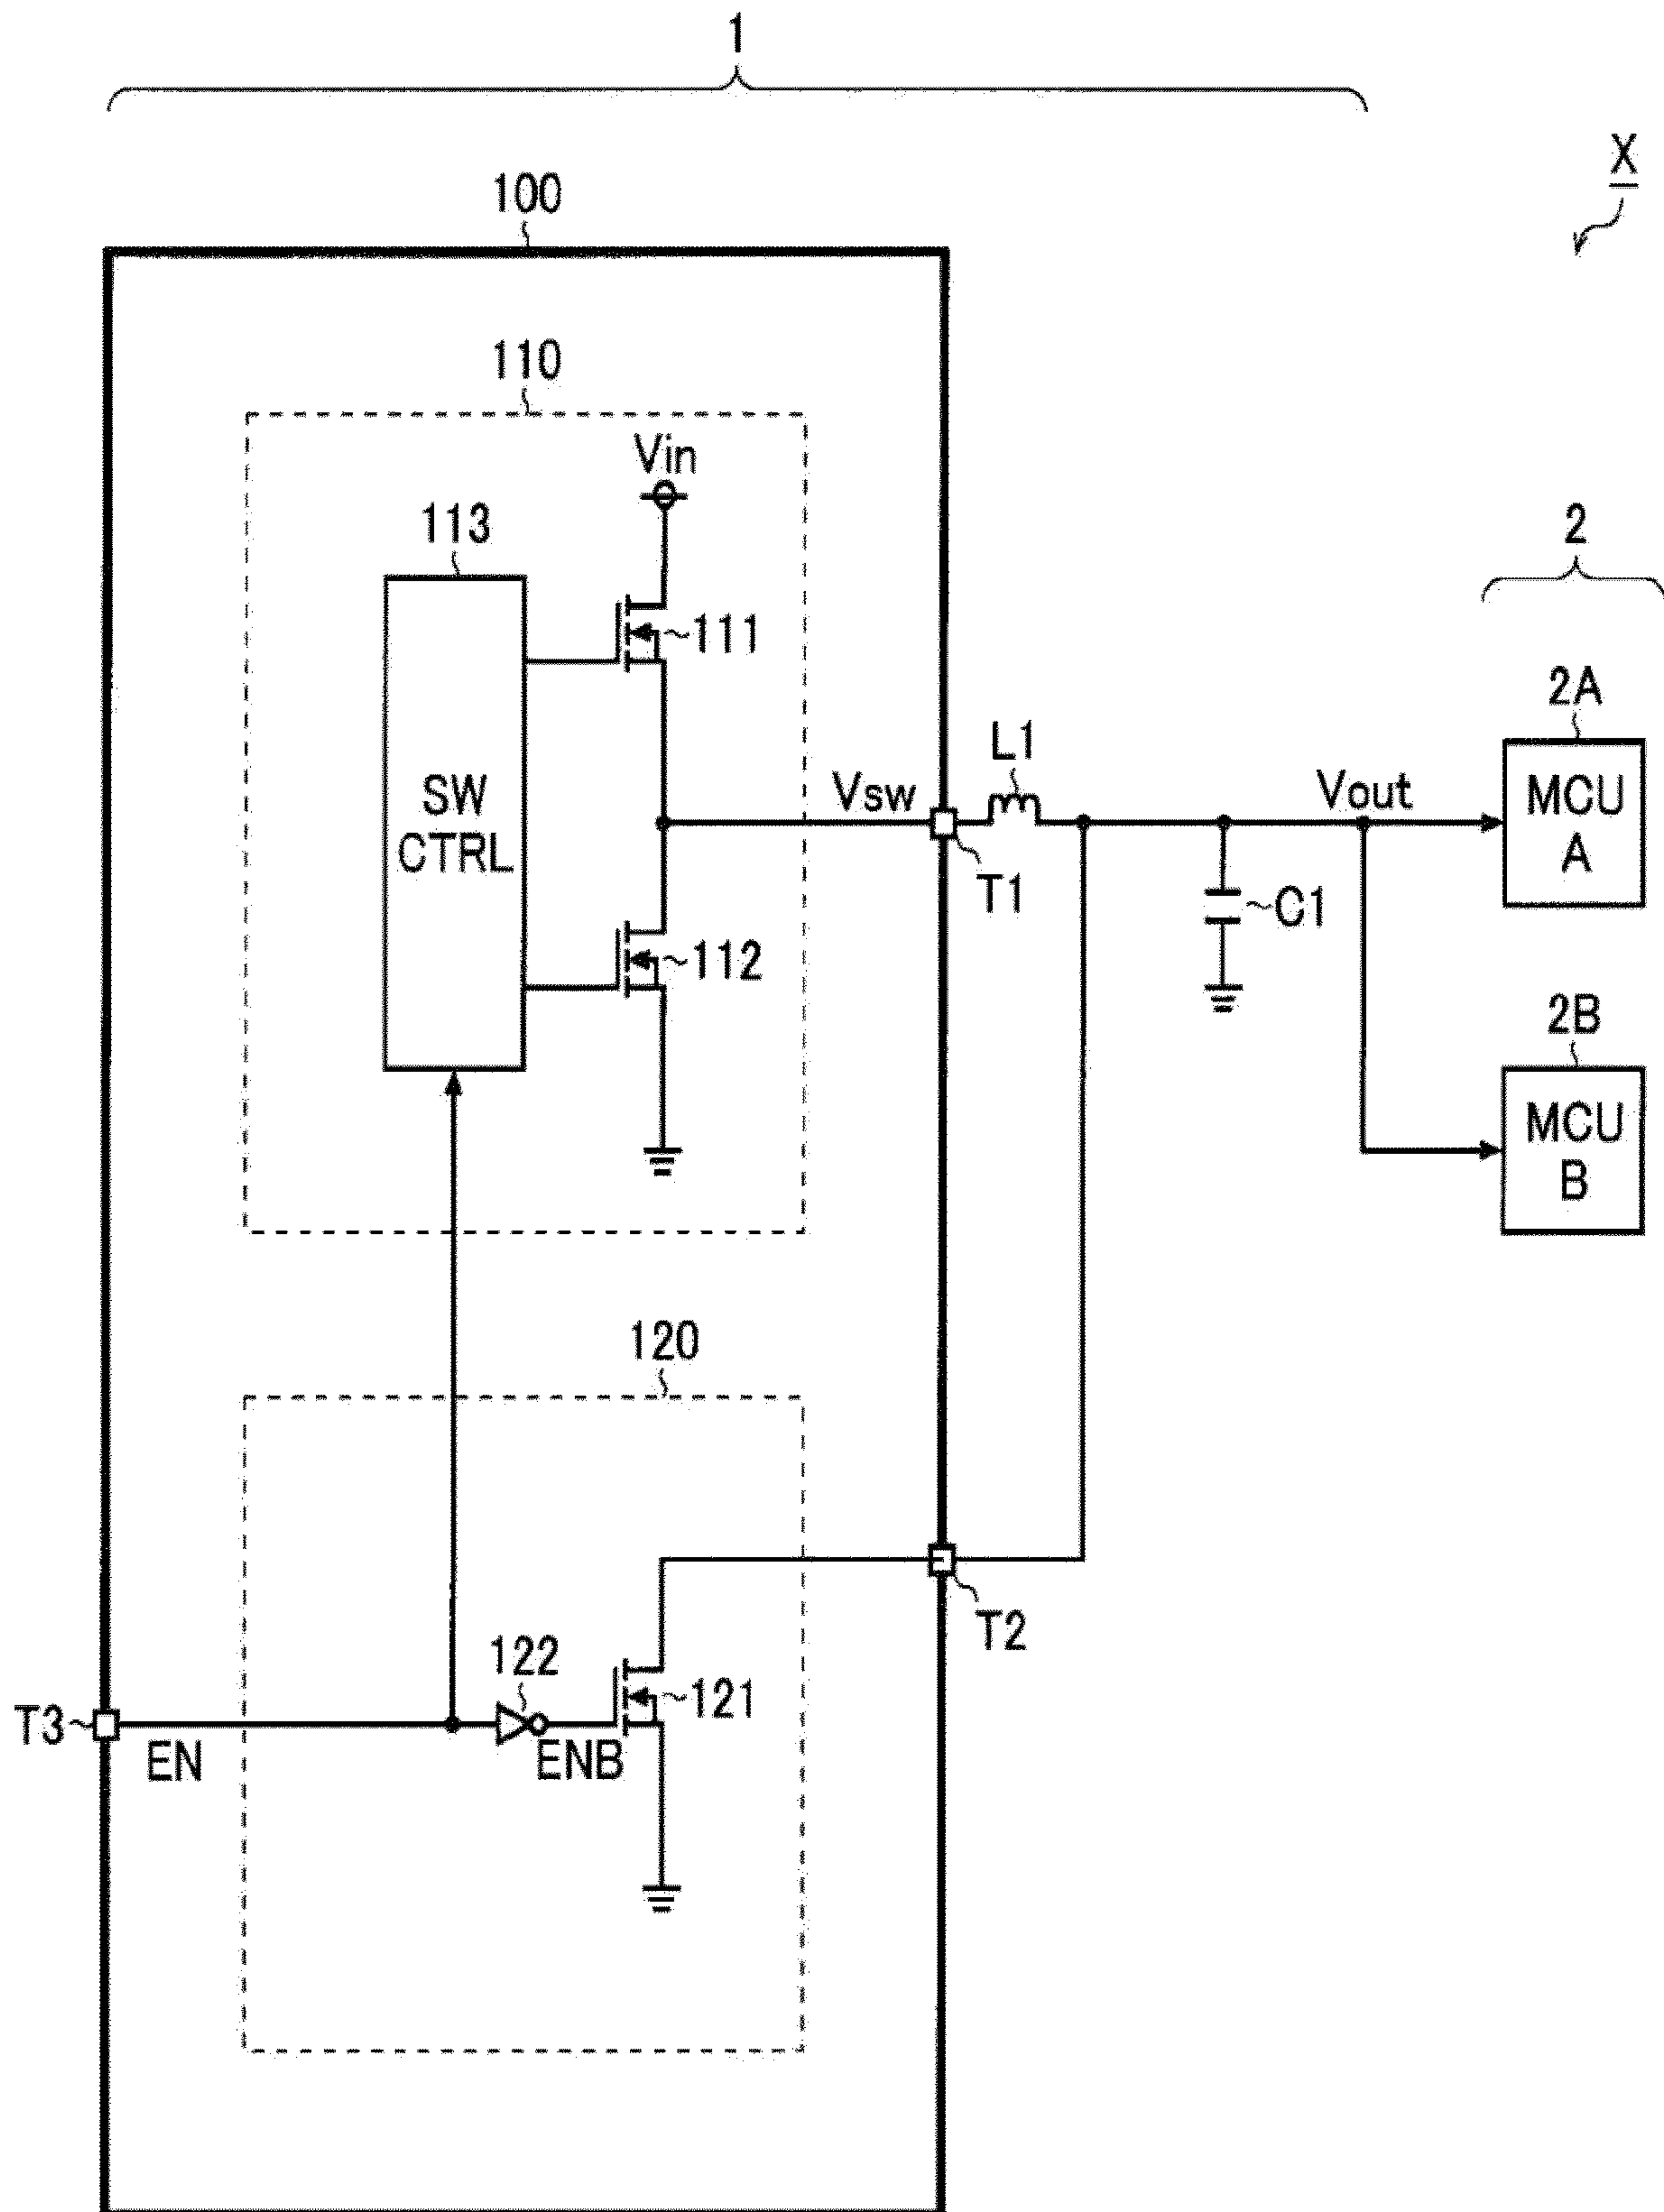 1
X
100
110
Vin
113
2
111
2A
L1
SW
CTRL
Vsw
Vout
MCU
A
T1
C1
112
2B
MCU
B
120
T2
122
121
T3
EN
ENB